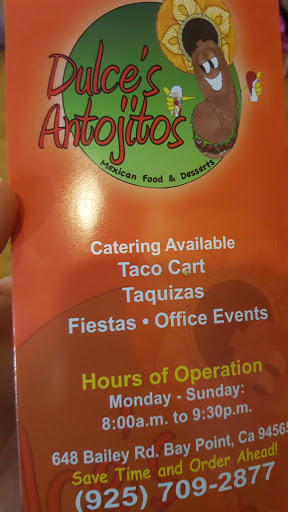 Dulce's
Antojitos
Mexican Food & Desserts
Catering Available
Taco Cart
Taquizas
Fiestas • Office Events
Hours of Operation
Monday - Sunday:
8:00a.m. to 9:30p.m.
648 Bailey Rd. Bay Point, Ca 94565
Save Time and Order Ahead!
(925) 709-2877